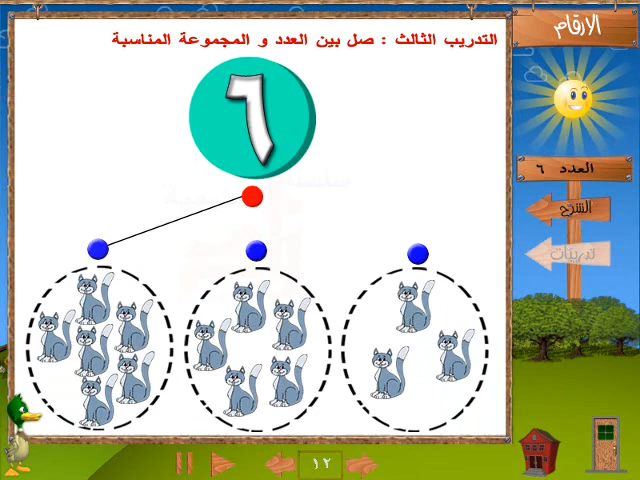 الارقام
التدريب الثالث : صل بين العدد و المجموعة المناسبة
٦
العدد ٦
الشرح
تدريبات
١٢